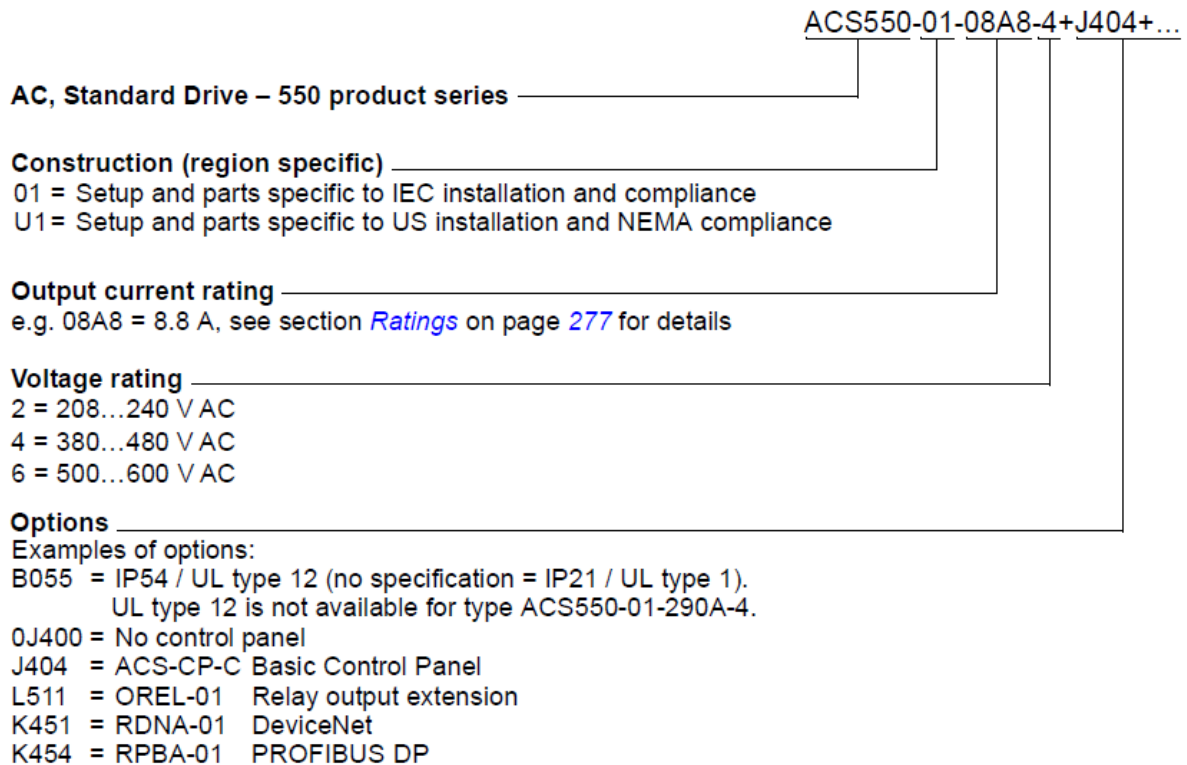 ACS550-01-08A8-4+J404+...
AC, Standard Drive – 550 product series
Construction (region specific)
01 = Setup and parts specific to IEC installation and compliance
U1= Setup and parts specific to US installation and NEMA compliance
Output current rating
e.g. 08A8 = 8.8 A, see section Ratings on page 277 for details
Voltage rating
2 = 208…240 V AC
4 = 380…480 V AC
6 = 500…600 V AC
Options
Examples of options:
B055 = IP54 / UL type 12 (no specification = IP21 / UL type 1).
UL type 12 is not available for type ACS550-01-290A-4.
0J400 = No control panel
J404 = ACS-CP-C Basic Control Panel
L511 = OREL-01 Relay output extension
K451 = RDNA-01 DeviceNet
K454 = RPBA-01 PROFIBUS DP